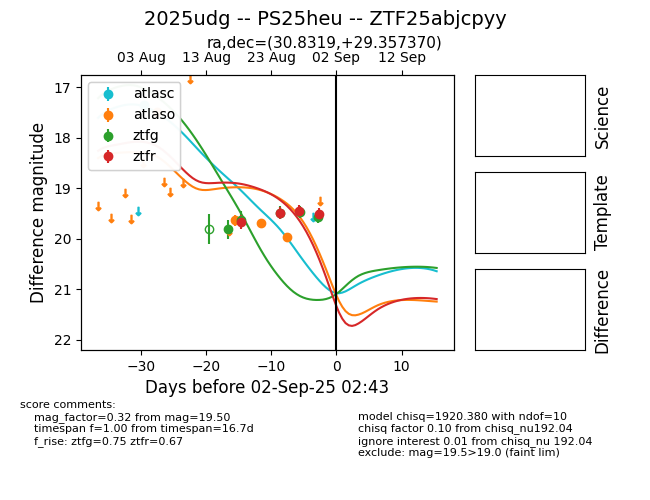 2025udg -- PS25heu -- ZTF25abjcpyy
ra,dec=(30.8319,+29.357370)
03 Aug 13 Aug 23 Aug 02 Sep 12 Sep
atlasc
atlaso
ztfg
ztfr
17
18
19
20
21
22
Difference magnitude
−30 −20 −10 0 10
Days before 02-Sep-25 02:43
Science
Template
Difference
score comments:
mag_factor=0.32 from mag=19.50
timespan f=1.00 from timespan=16.7d
f_rise: ztfg=0.75 ztfr=0.67
model chisq=1920.380 with ndof=10
chisq factor 0.10 from chisq_nu192.04
ignore interest 0.01 from chisq_nu 192.04
exclude: mag=19.5>19.0 (faint lim)